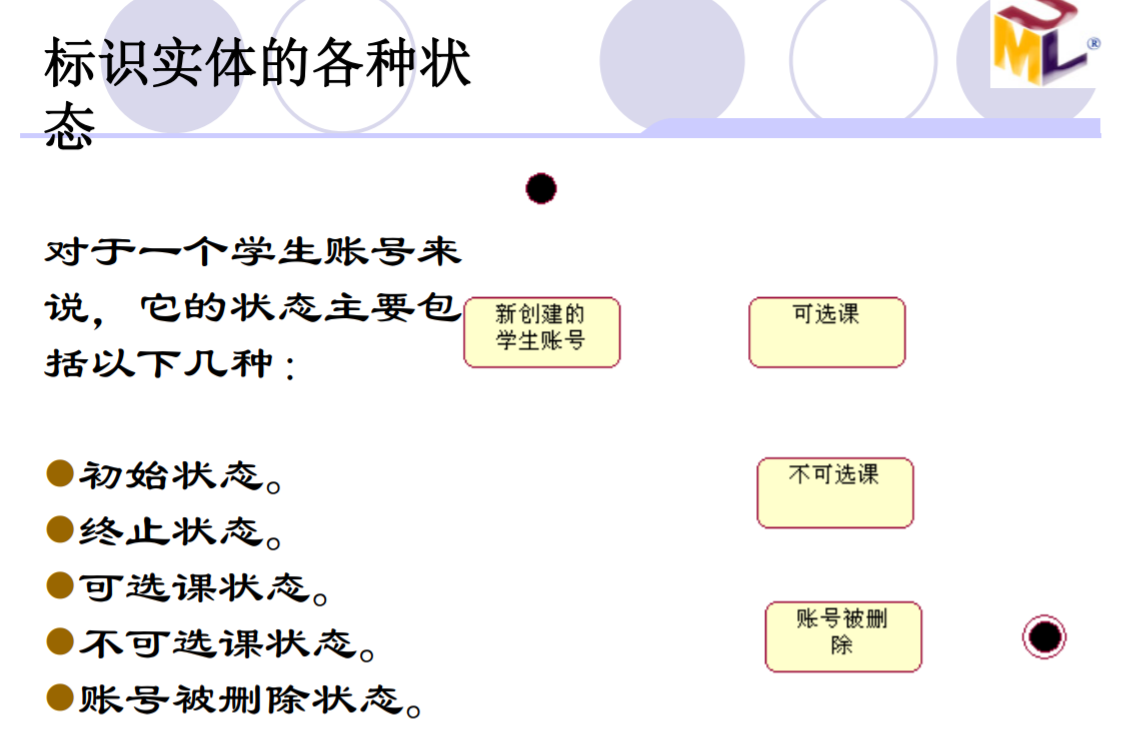 标识实体的各种状
态
UML®
对于一个学生账号来
说，它的状态主要包
括以下几种：
●初始状态。
●终止状态。
●可选课状态。
●不可选课状态。
●账号被删除状态。
新创建的
学生账号
可选课
不可选课
账号被删
除